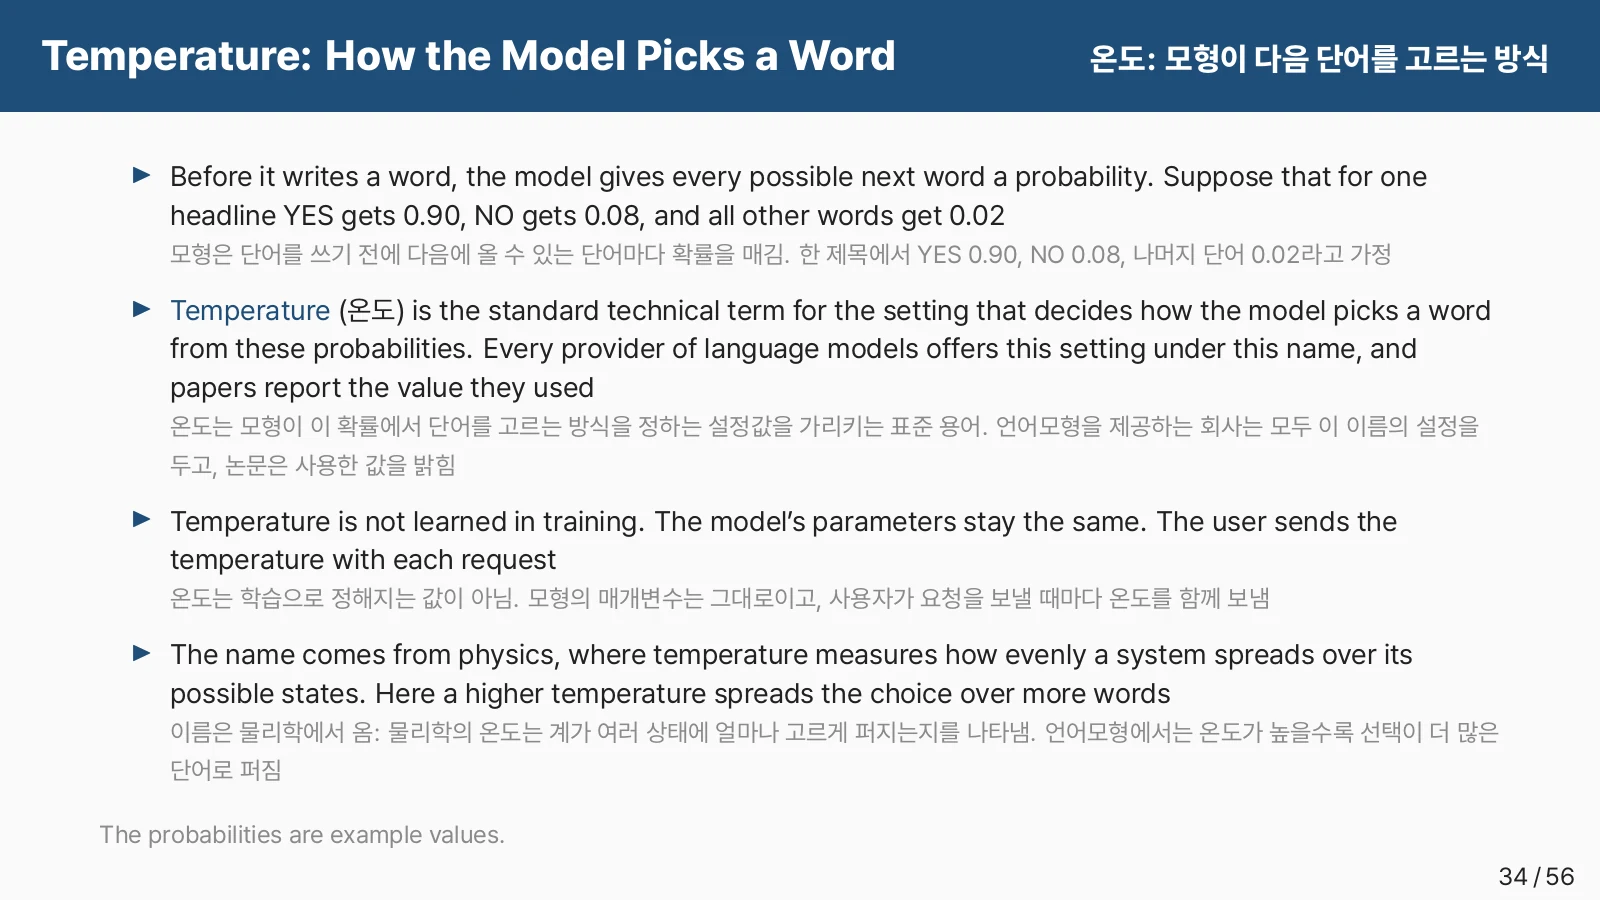 Temperature: How the Model Picks a Word
온도: 모형이 다음 단어를 고르는 방식
▶ Before it writes a word, the model gives every possible next word a probability. Suppose that for one
headline YES gets 0.90, NO gets 0.08, and all other words get 0.02
모형은 단어를 쓰기 전에 다음에 올 수 있는 단어마다 확률을 매김. 한 제목에서 YES 0.90, NO 0.08, 나머지 단어 0.02라고 가정
▶ Temperature (온도) is the standard technical term for the setting that decides how the model picks a word
from these probabilities. Every provider of language models offers this setting under this name, and
papers report the value they used
온도는 모형이 이 확률에서 단어를 고르는 방식을 정하는 설정값을 가리키는 표준 용어. 언어모형을 제공하는 회사는 모두 이 이름의 설정을
두고, 논문은 사용한 값을 밝힘
▶ Temperature is not learned in training. The model’s parameters stay the same. The user sends the
temperature with each request
온도는 학습으로 정해지는 값이 아님. 모형의 매개변수는 그대로이고, 사용자가 요청을 보낼 때마다 온도를 함께 보냄
▶ The name comes from physics, where temperature measures how evenly a system spreads over its
possible states. Here a higher temperature spreads the choice over more words
이름은 물리학에서 옴: 물리학의 온도는 계가 여러 상태에 얼마나 고르게 퍼지는지를 나타냄. 언어모형에서는 온도가 높을수록 선택이 더 많은
단어로 퍼짐
The probabilities are example values.
34 / 56